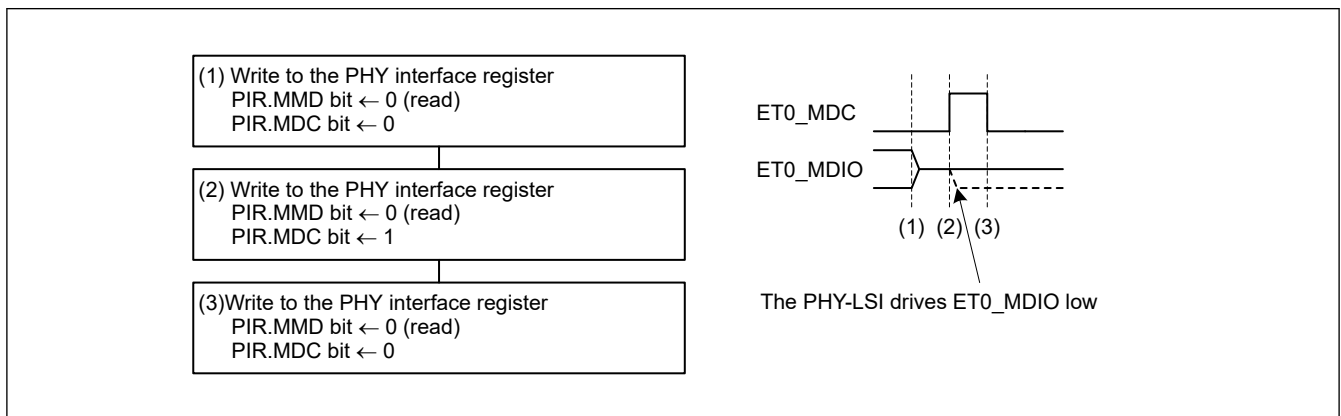 (1) Write to the PHY interface register
PIR.MMD bit ← 0 (read)
PIR.MDC bit ← 0
(2) Write to the PHY interface register
PIR.MMD bit ← 0 (read)
PIR.MDC bit ← 1
(3)Write to the PHY interface register
PIR.MMD bit ← 0 (read)
PIR.MDC bit ← 0
ET0_MDC
ET0_MDIO
(1) (2) (3)
The PHY-LSI drives ET0_MDIO low